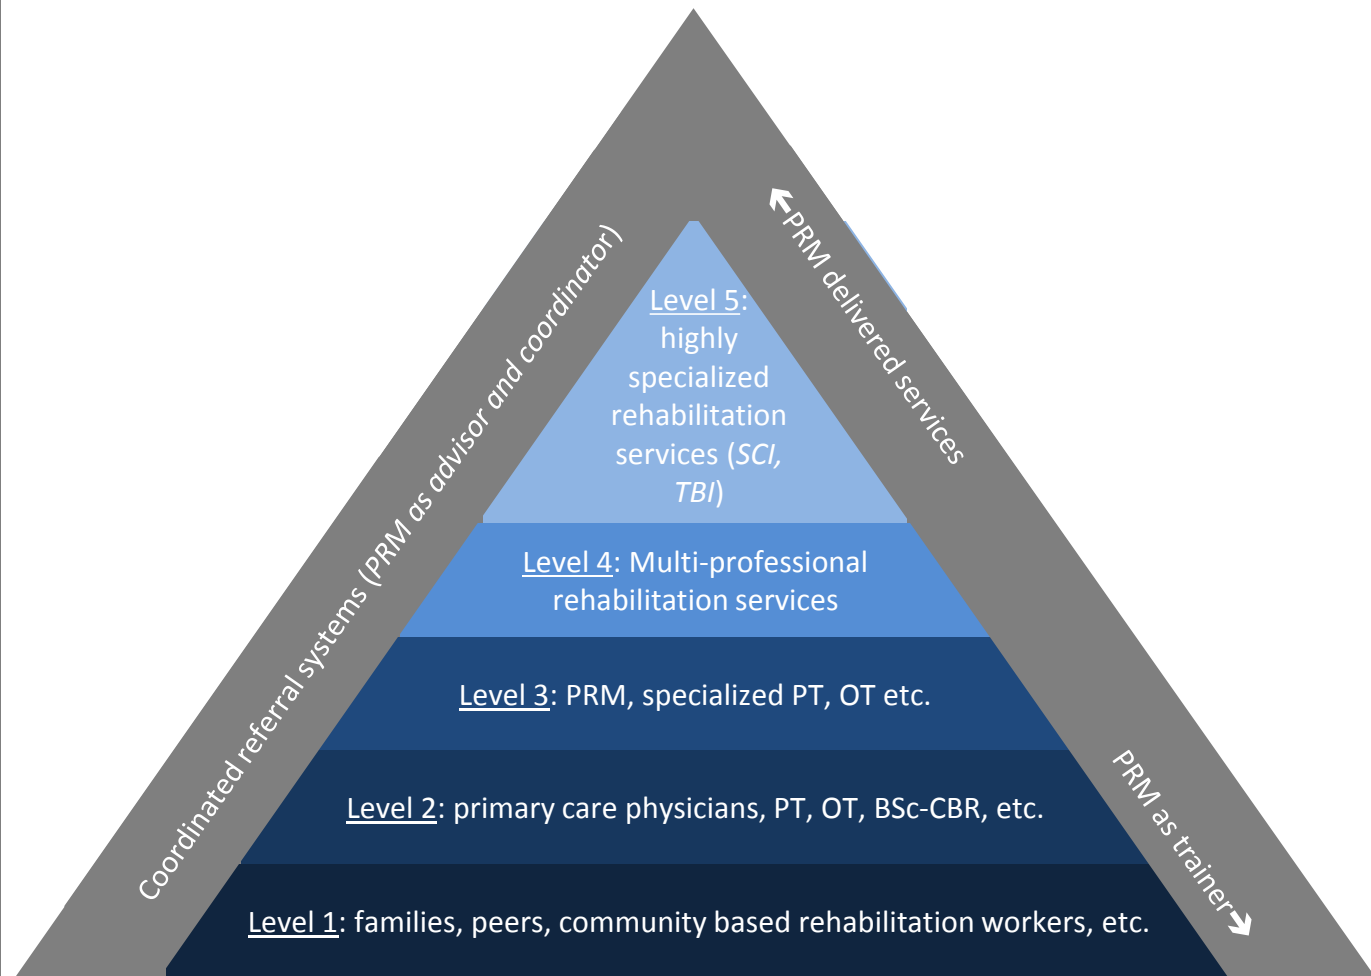 Coordinated referral systems (PRM as advisor and coordinator)
🡸PRM delivered services
PRM as trainer🡺
Level 5:
highly
specialized
rehabilitation
services (SCI,
TBI)
Level 4: Multi-professional
rehabilitation services
Level 3: PRM, specialized PT, OT etc.
Level 2: primary care physicians, PT, OT, BSc-CBR, etc.
Level 1: families, peers, community based rehabilitation workers, etc.